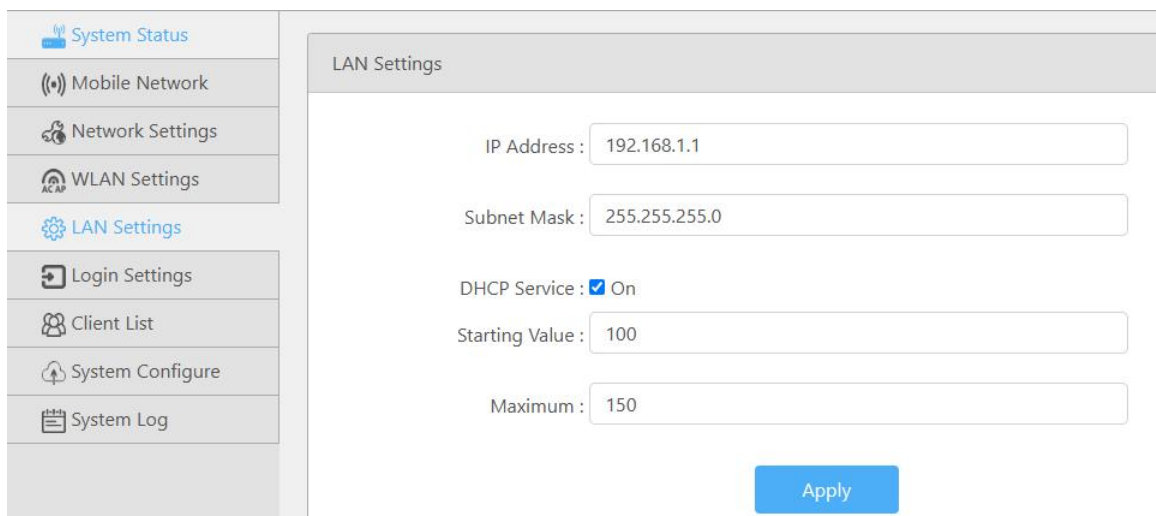 System Status
Mobile Network
Network Settings
AC AP WLAN Settings
LAN Settings
Login Settings
Client List
System Configure
System Log
LAN Settings
IP Address : 192.168.1.1
Subnet Mask : 255.255.255.0
DHCP Service : On
Starting Value : 100
Maximum : 150
Apply